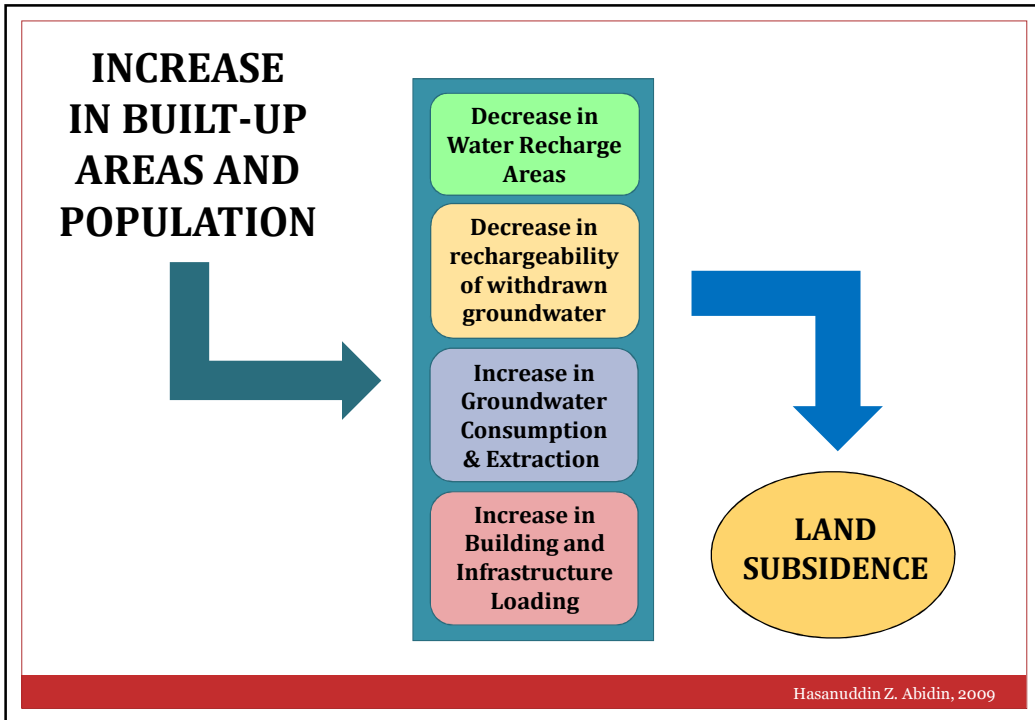 INCREASE
IN BUILT-UP
AREAS AND
POPULATION
Decrease in
Water Recharge
Areas
Decrease in
rechargeability
of withdrawn
groundwater
Increase in
Groundwater
Consumption
& Extraction
Increase in
Building and
Infrastructure
Loading
LAND
SUBSIDENCE
Hasanuddin Z. Abidin, 2009